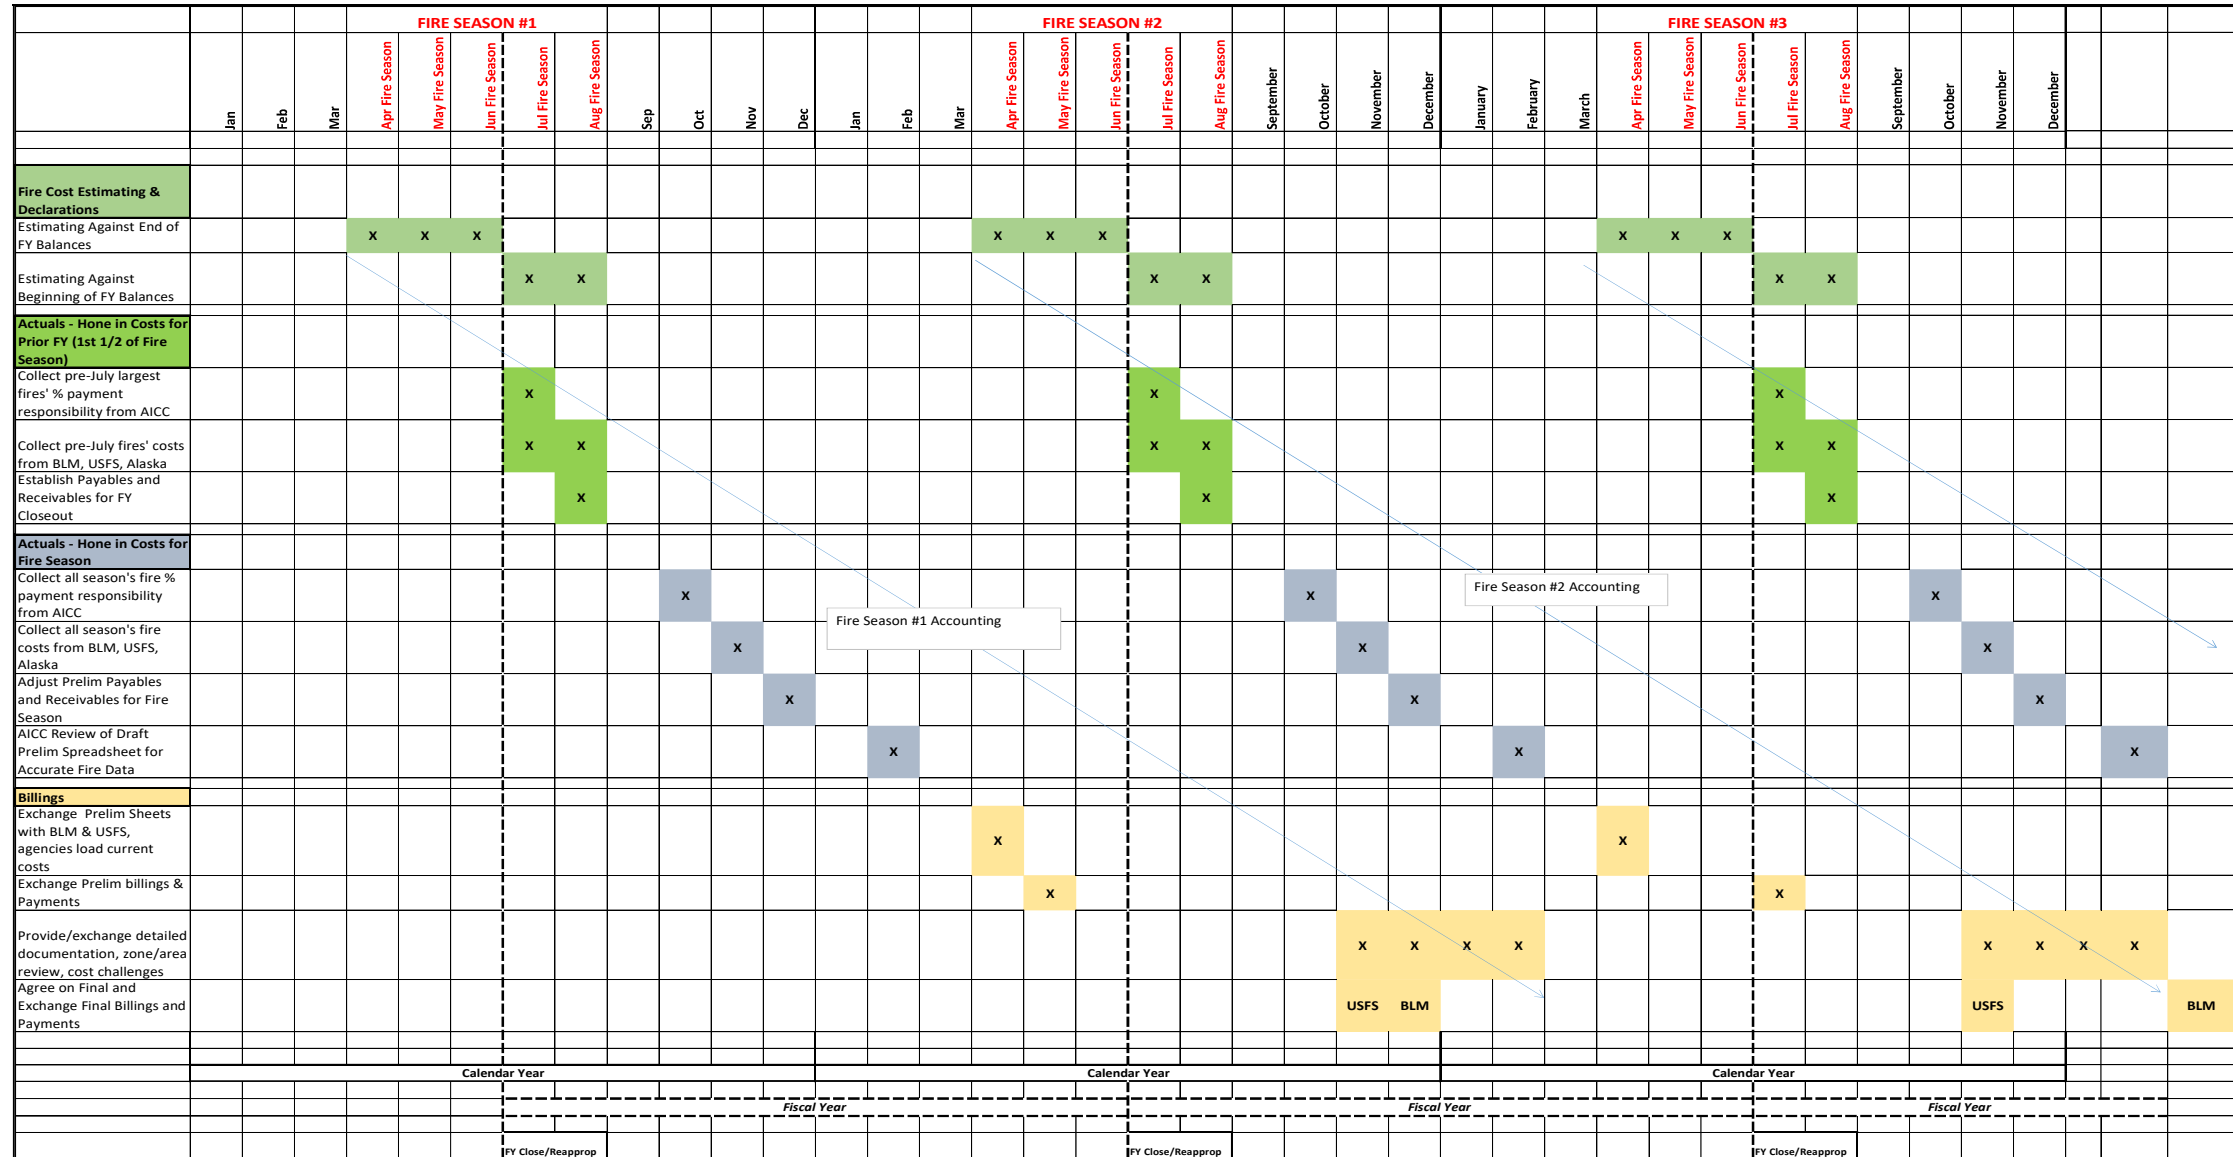 FIRE SEASON #1 FIRE SEASON #2 FIRE SEASON #3
Jan Feb Mar Apr Fire Season May Fire Season Jun Fire Season Jul Fire Season Aug Fire Season Sep Oct Nov Dec Jan Feb Mar Apr Fire Season May Fire Season Jun Fire Season Jul Fire Season Aug Fire Season September October November December January February March Apr Fire Season May Fire Season Jun Fire Season Jul Fire Season Aug Fire Season September October November December
Fire Cost Estimating &
Declarations
Estimating Against End of
FY Balances
X X X X X X X X X
Estimating Against
Beginning of FY Balances
X X X X X X
Actuals - Hone in Costs for
Prior FY (1st 1/2 of Fire
Season)
Collect pre-July largest
fires' % payment
responsibility from AICC
X X X
Collect pre-July fires' costs
from BLM, USFS, Alaska
X X X X X X
Establish Payables and
Receivables for FY
Closeout
X X X
Actuals - Hone in Costs for
Fire Season
Collect all season's fire %
payment responsibility
from AICC
X X X
Fire Season #1 Accounting
Fire Season #2 Accounting
Collect all season's fire
costs from BLM, USFS,
Alaska
X X X
Adjust Prelim Payables
and Receivables for Fire
Season
X X X
AICC Review of Draft
Prelim Spreadsheet for
Accurate Fire Data
X X X
Billings
Exchange Prelim Sheets
with BLM & USFS,
agencies load current
costs
X X
Exchange Prelim billings &
Payments
X X
Provide/exchange detailed
documentation, zone/area
review, cost challenges
X X X X X X X X
Agree on Final and
Exchange Final Billings and
Payments
USFS BLM USFS BLM
Calendar Year Calendar Year Calendar Year
Fiscal Year Fiscal Year Fiscal Year
FY Close/Reapprop FY Close/Reapprop FY Close/Reapprop